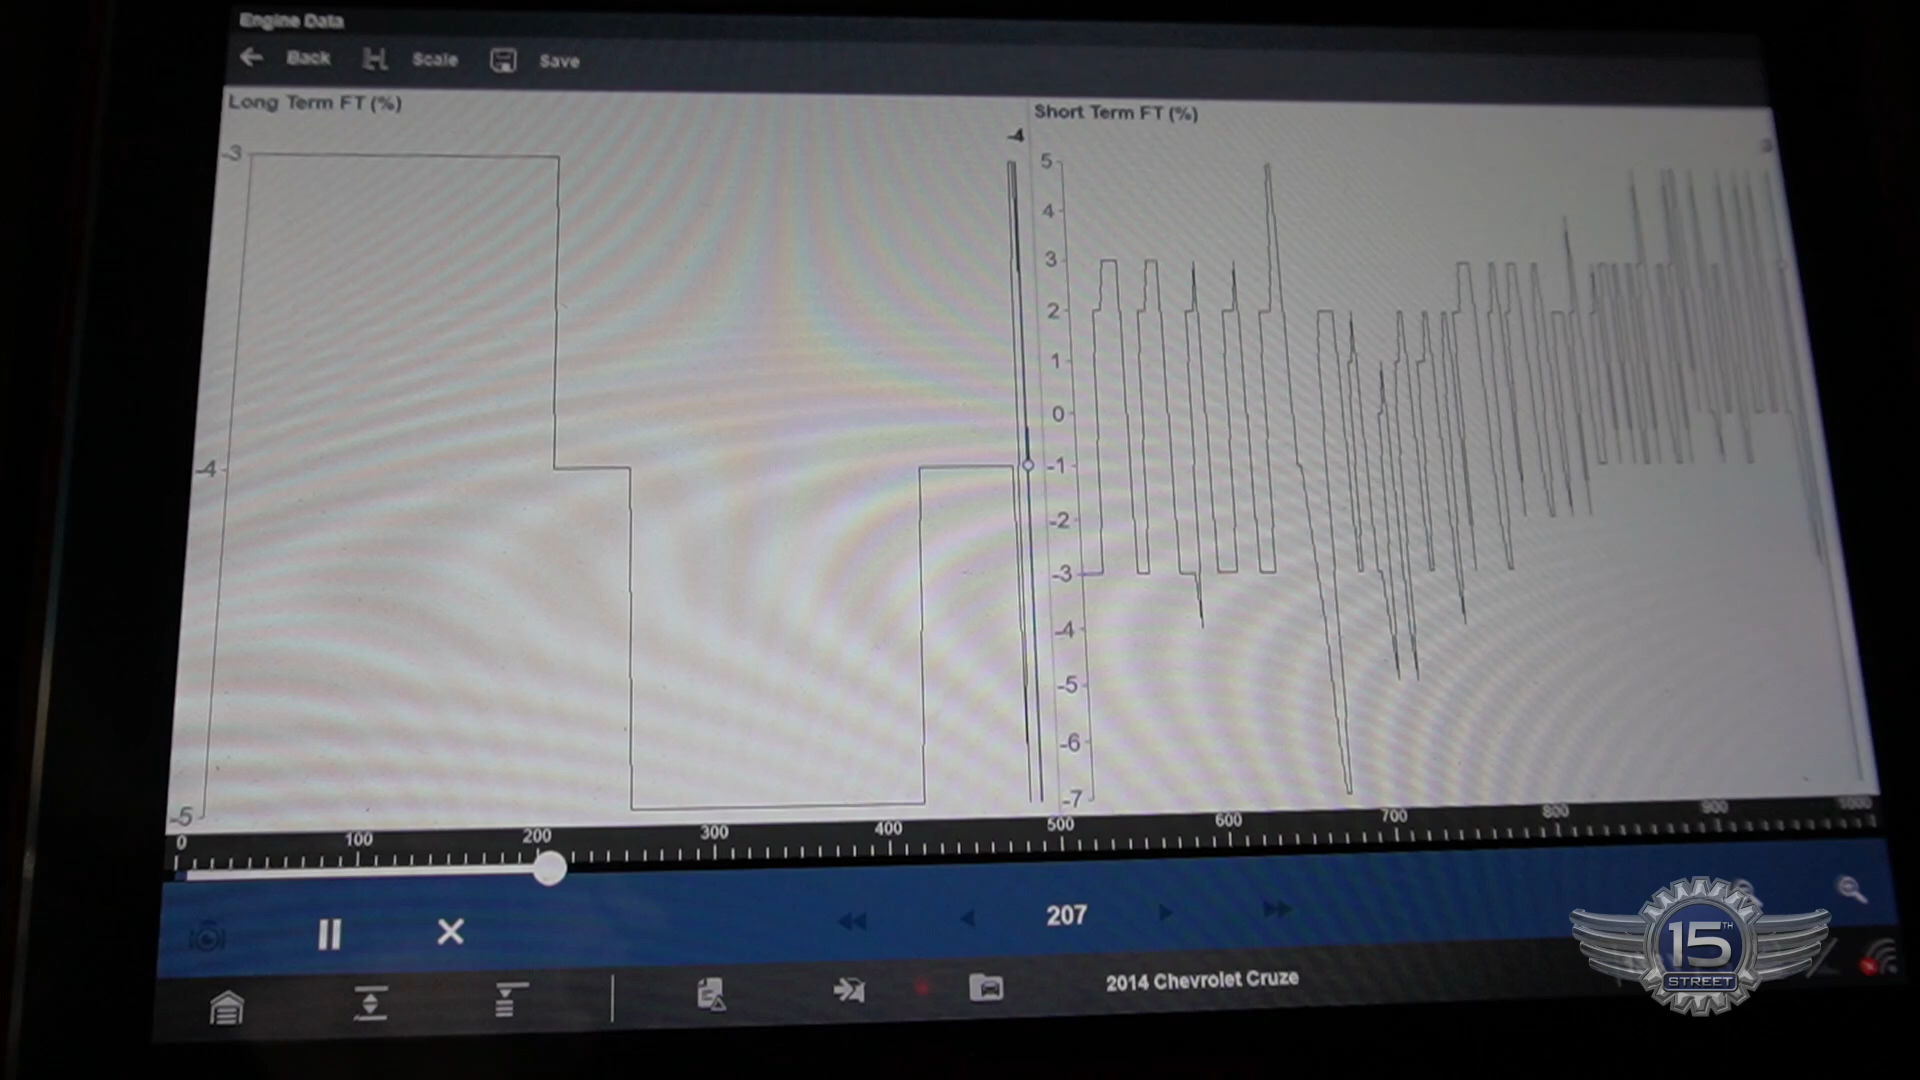 Engine Data
Back Scale Save
Long Term FT (%)
-4
-3
-4
-5
Short Term FT (%)
3
5
4
3
2
1
0
-1
-2
-3
-4
-5
-6
-7
0 100 200 300 400 500 600 700 800 900 1000
207
2014 Chevrolet Cruze
15TH
STREET